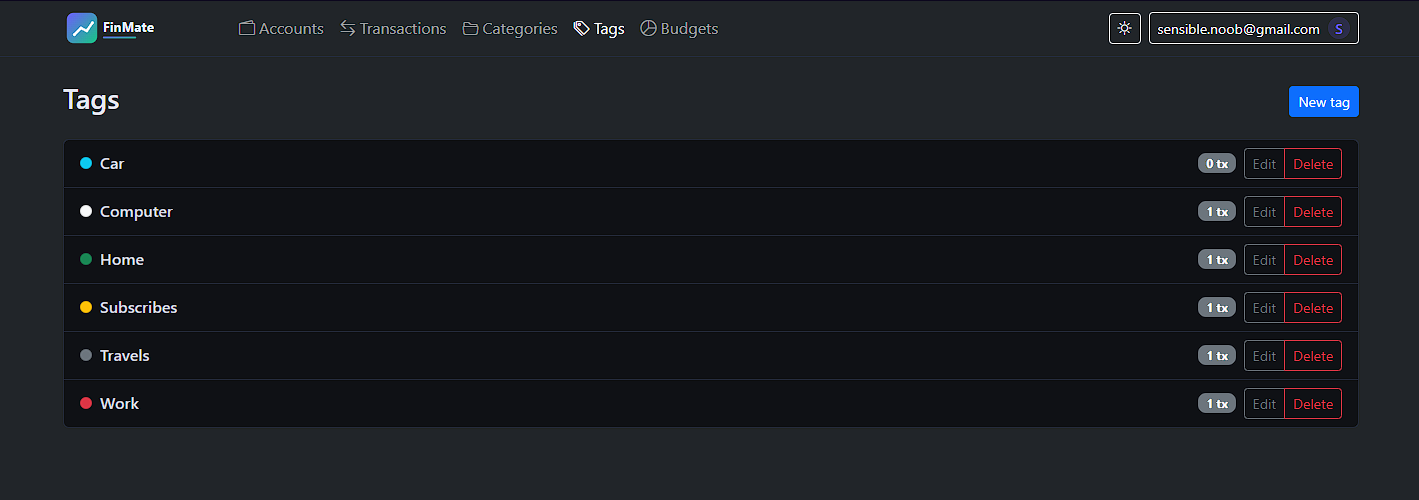 FinMate Accounts Transactions Categories Tags Budgets sensible.noob@gmail.com S
Tags New tag
Car 0 tx Edit Delete
Computer 1 tx Edit Delete
Home 1 tx Edit Delete
Subscribes 1 tx Edit Delete
Travels 1 tx Edit Delete
Work 1 tx Edit Delete